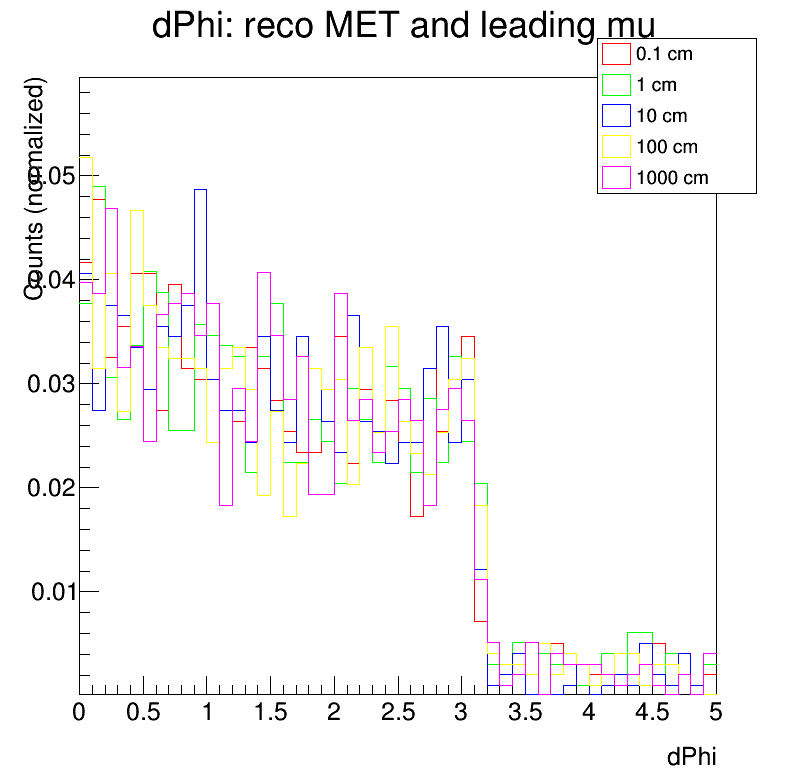 dPhi: reco MET and leading mu
0.1 cm
1 cm
10 cm
100 cm
1000 cm
Counts (normalized)
0.05
0.04
0.03
0.02
0.01
0 0.5 1 1.5 2 2.5 3 3.5 4 4.5 5
dPhi